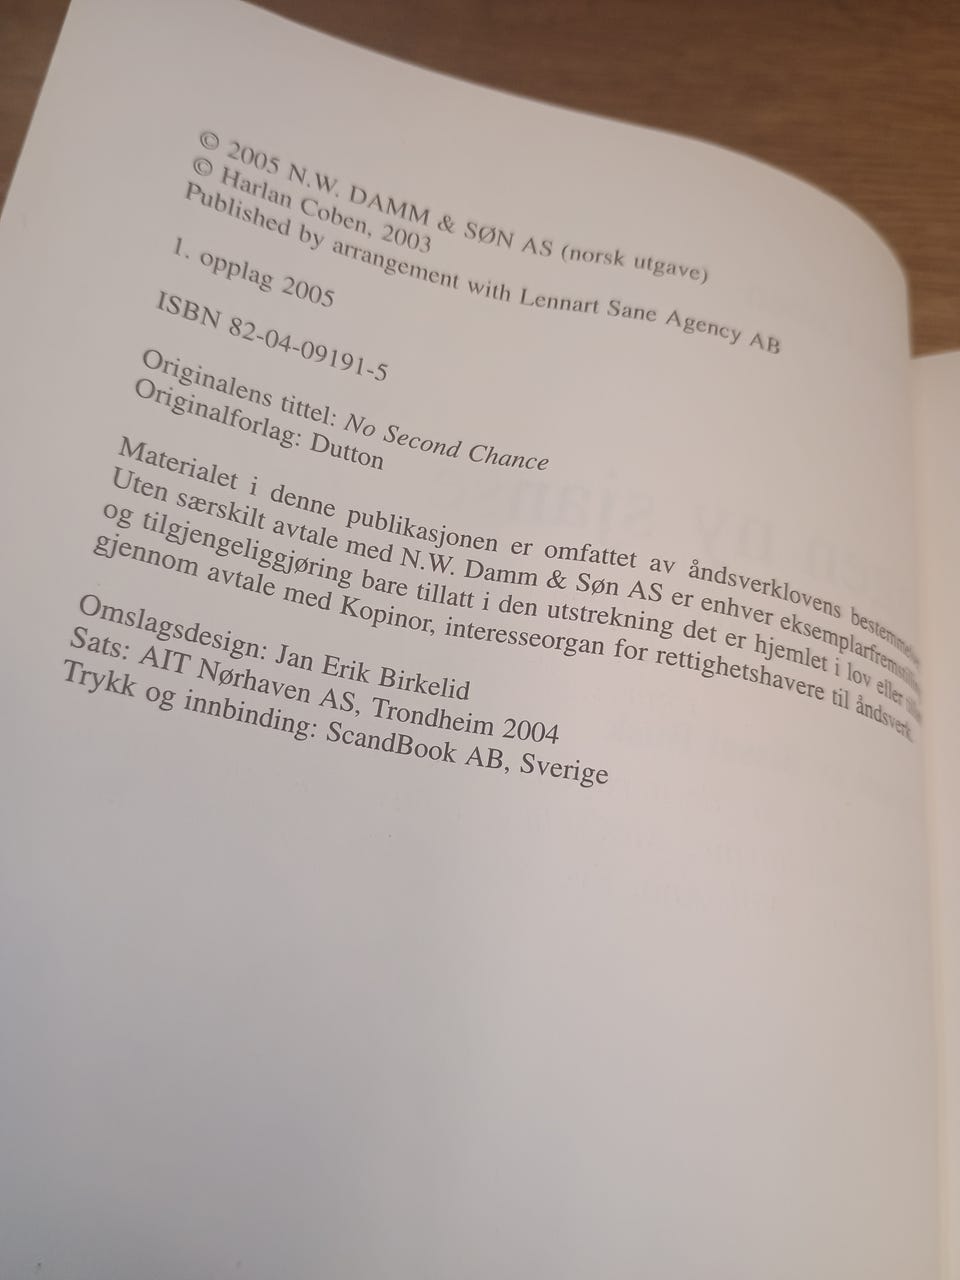 © 2005 N.W. DAMM & SØN AS (norsk utgave)
© Harlan Coben, 2003
Published by arrangement with Lennart Sane Agency AB
1. opplag 2005
ISBN 82-04-09191-5
Originalens tittel: No Second Chance
Originalforlag: Dutton
Materialet i denne publikasjonen er omfattet av åndsverklovens
Uten særskilt avtale med N.W. Damm & Søn AS er enhver
og tilgjengeliggjøring bare tillatt i den utstrekning det er hjemlet i lov eller
gjennom avtale med Kopinor, interesseorgan for rettighetshavere til åndsverk.
Omslagsdesign: Jan Erik Birkelid
Sats: AIT Nørhaven AS, Trondheim 2004
Trykk og innbinding: ScandBook AB, Sverige